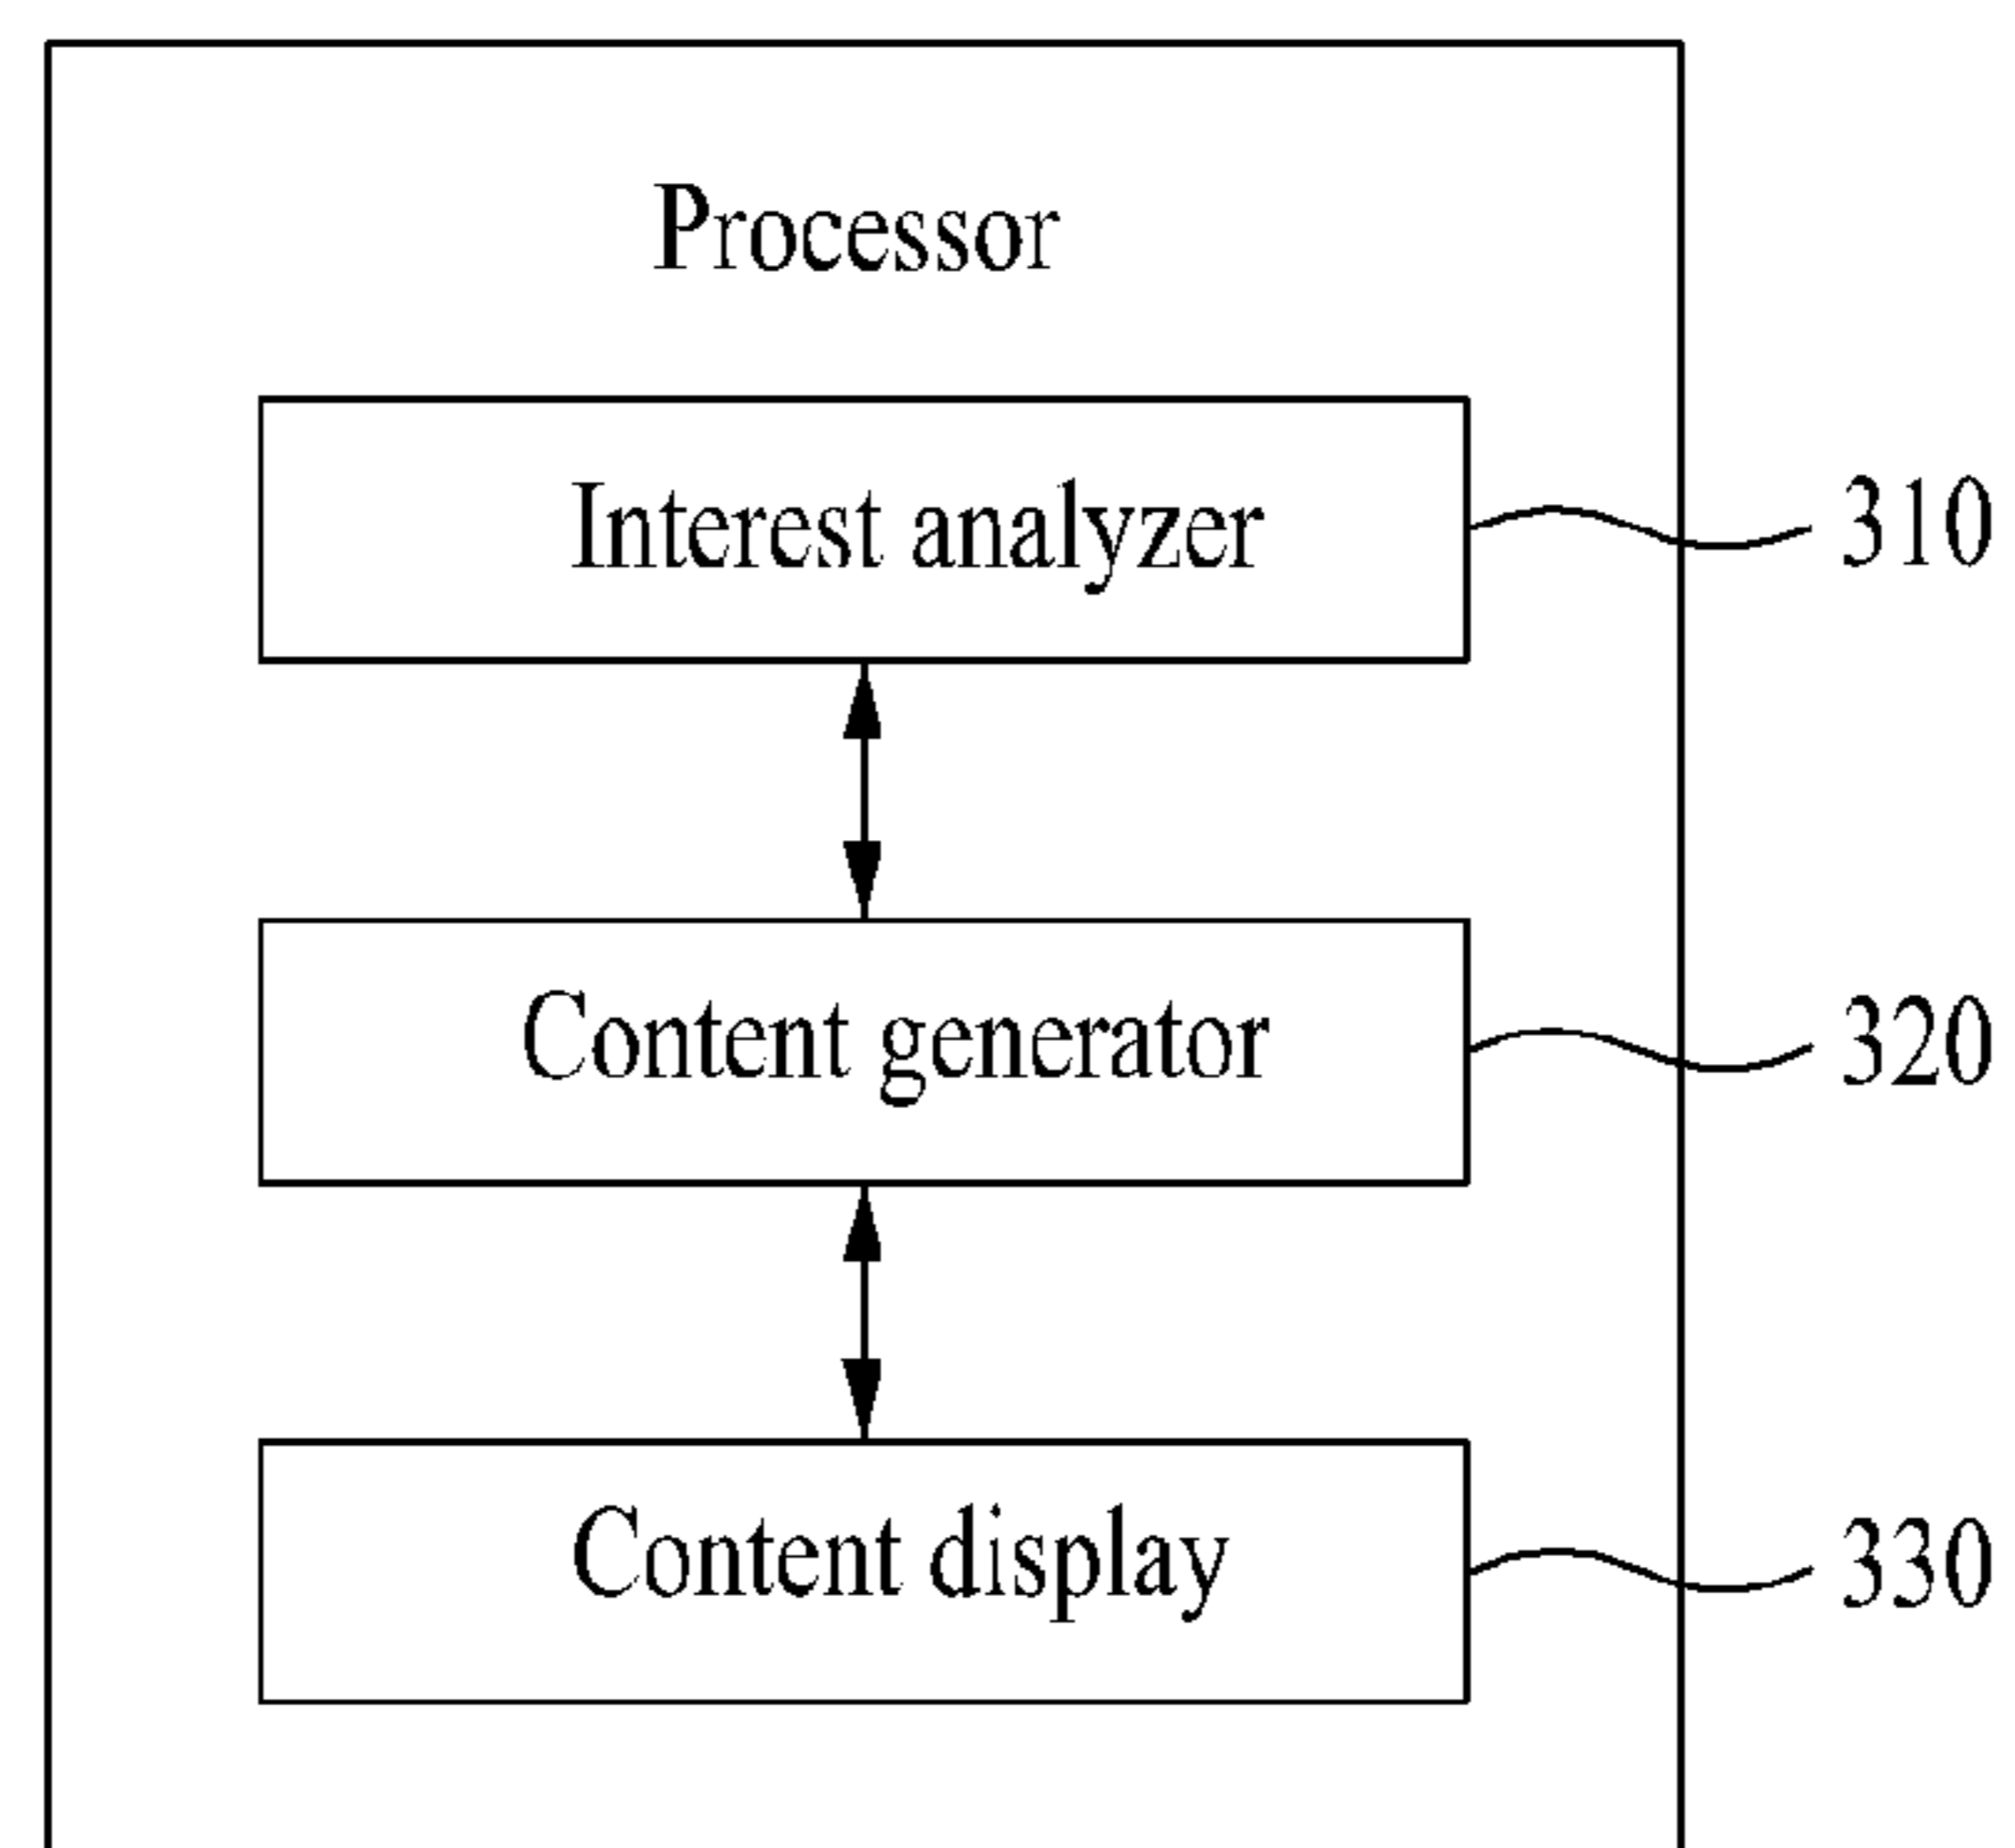 Processor
Interest analyzer 310
Content generator 320
Content display 330